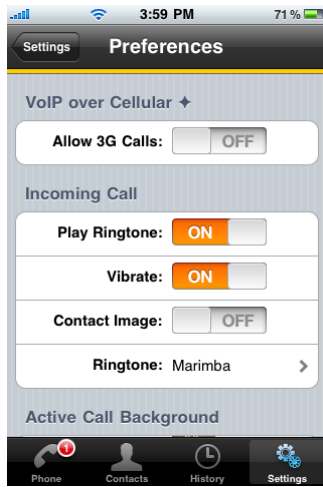 3:59 PM 71 %
Settings Preferences
VoIP over Cellular ✦
Allow 3G Calls: OFF
Incoming Call
Play Ringtone: ON
Vibrate: ON
Contact Image: OFF
Ringtone: Marimba
Active Call Background
1
Phone Contacts History Settings